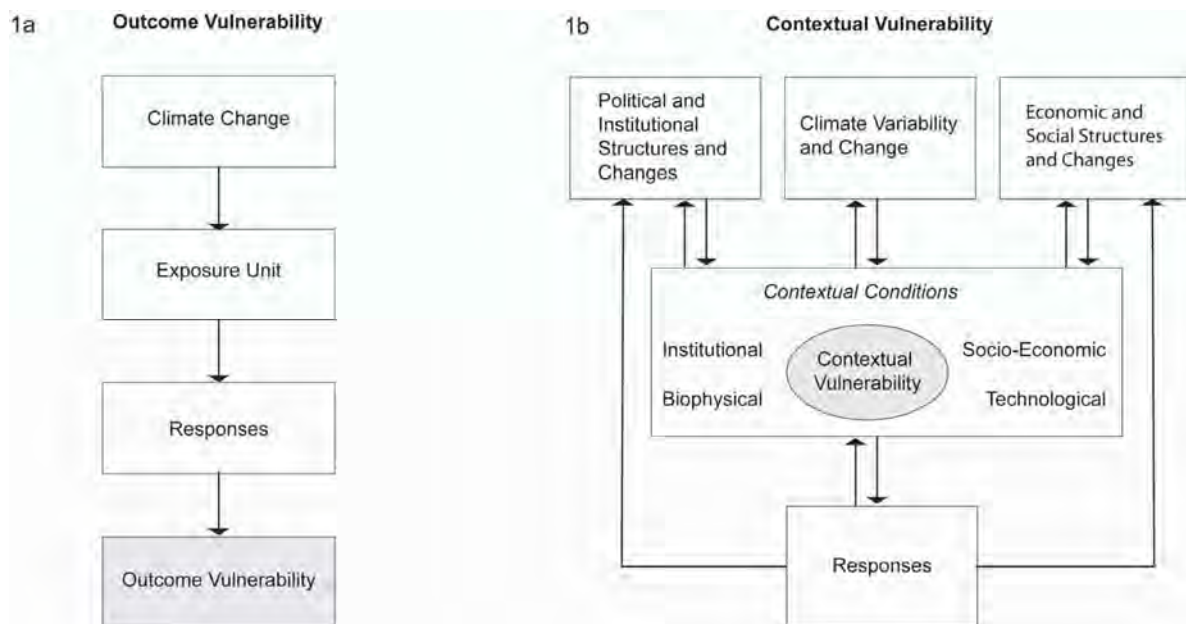 1a
Outcome Vulnerability
Climate Change
Exposure Unit
Responses
Outcome Vulnerability
1b
Contextual Vulnerability
Political and
Institutional
Structures and
Changes
Climate Variability
and Change
Economic and
Social Structures
and Changes
Contextual Conditions
Institutional
Biophysical
Contextual
Vulnerability
Socio-Economic
Technological
Responses